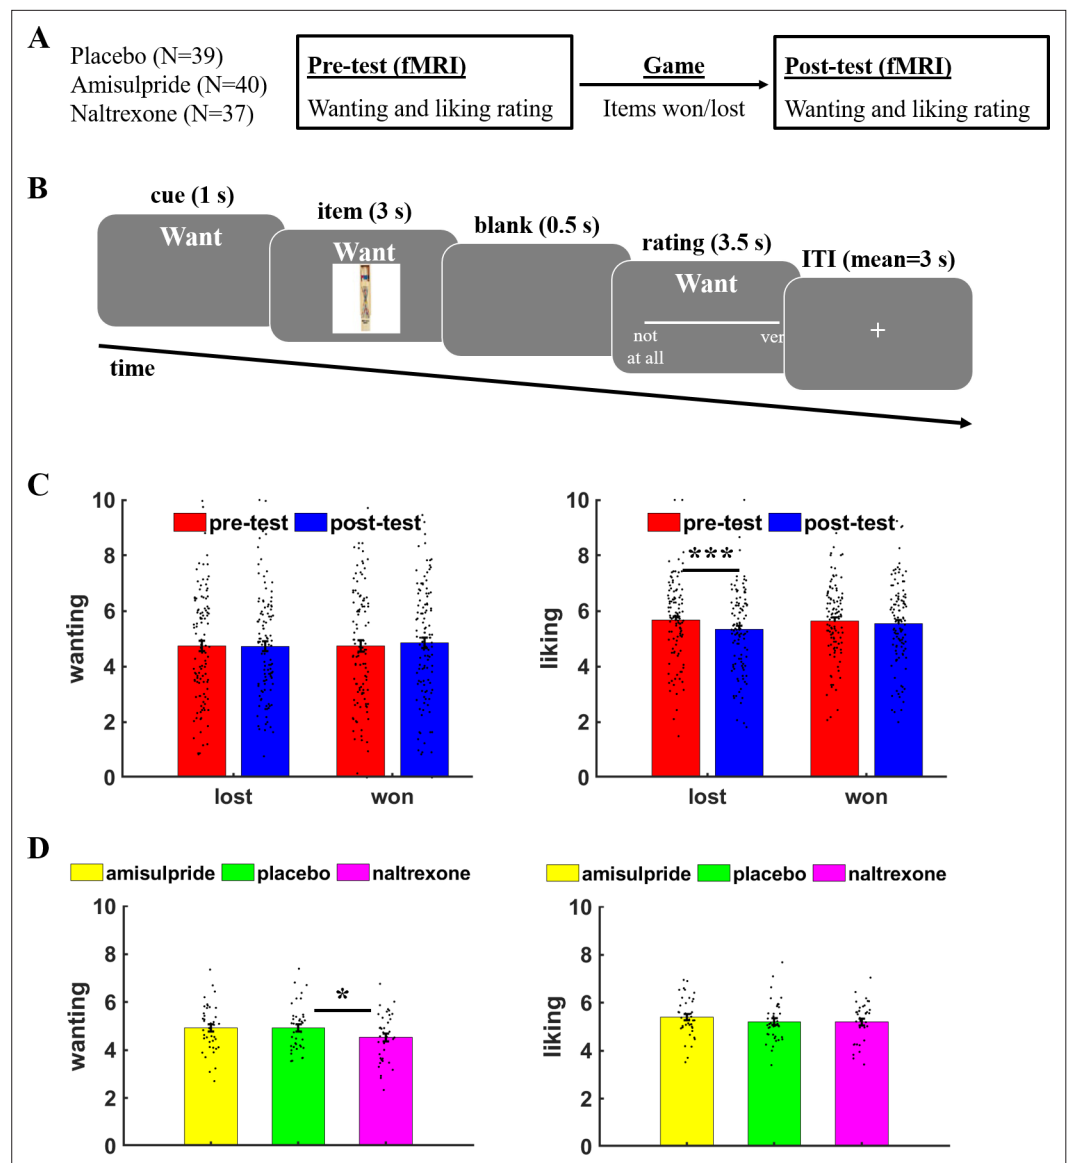 A
Placebo (N=39)
Amisulpride (N=40)
Naltrexone (N=37)
Pre-test (fMRI)
Wanting and liking rating
Game
Items won/lost
Post-test (fMRI)
Wanting and liking rating
B
cue (1 s)
Want
item (3 s)
Want
blank (0.5 s)
rating (3.5 s)
Want
not
at all
ver
ITI (mean=3 s)
+
time
C
10
8
6
4
2
0
wanting
pre-test
post-test
lost
won
10
8
6
4
2
0
liking
pre-test
post-test
***
lost
won
D
amisulpride
placebo
naltrexone
10
8
6
4
2
0
wanting
*
amisulpride
placebo
naltrexone
10
8
6
4
2
0
liking